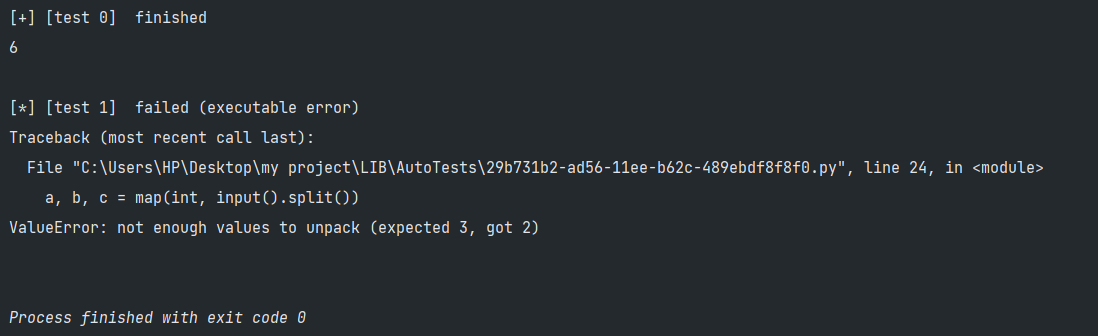 [+] [test 0]  finished
6
[*] [test 1]  failed (executable error)
Traceback (most recent call last):
  File "C:\Users\HP\Desktop\my project\LIB\AutoTests\29b731b2-ad56-11ee-b62c-489ebdf8f8f0.py", line 24, in <module>
    a, b, c = map(int, input().split())
ValueError: not enough values to unpack (expected 3, got 2)
Process finished with exit code 0